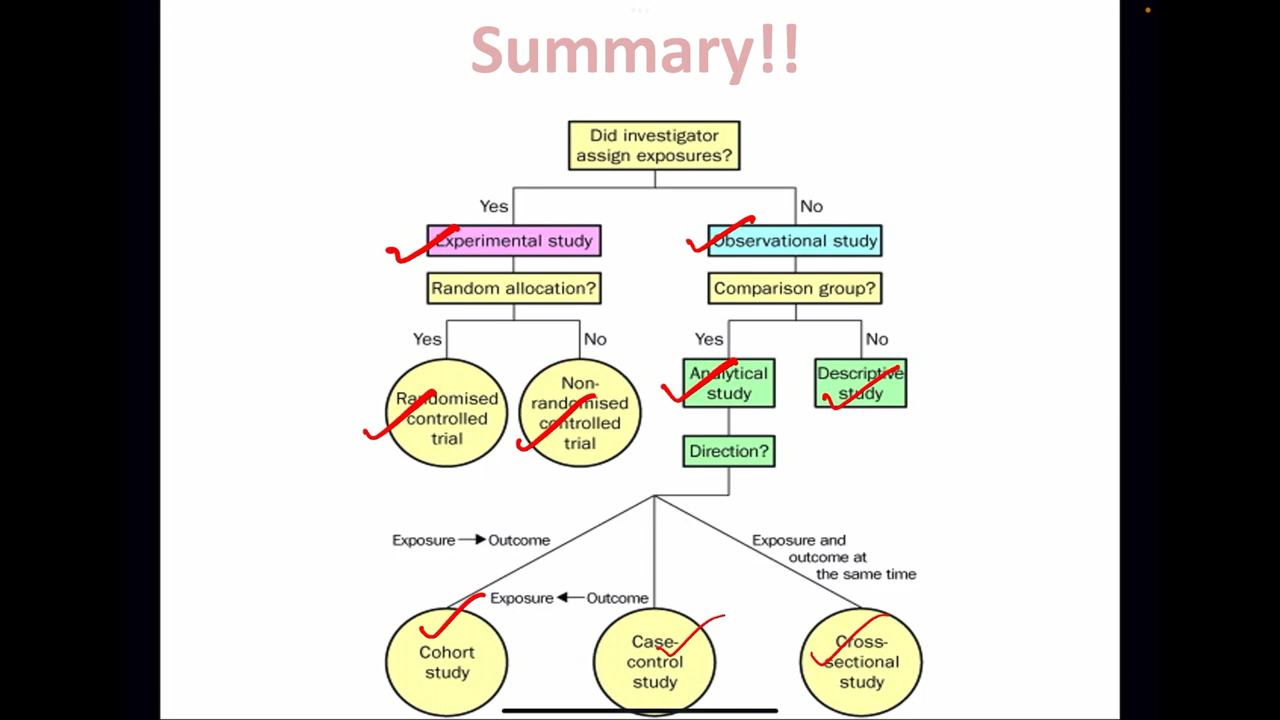 Summary!!
Did investigator
assign exposures?
Yes
No
Experimental study
Observational study
Random allocation?
Comparison group?
Yes
No
Yes
No
Randomised
controlled
trial
Non-
randomised
controlled
trial
Analytical
study
Descriptive
study
Direction?
Exposure → Outcome
Exposure and
outcome at
the same time
Exposure ← Outcome
Cohort
study
Case-
control
study
Cross-
sectional
study